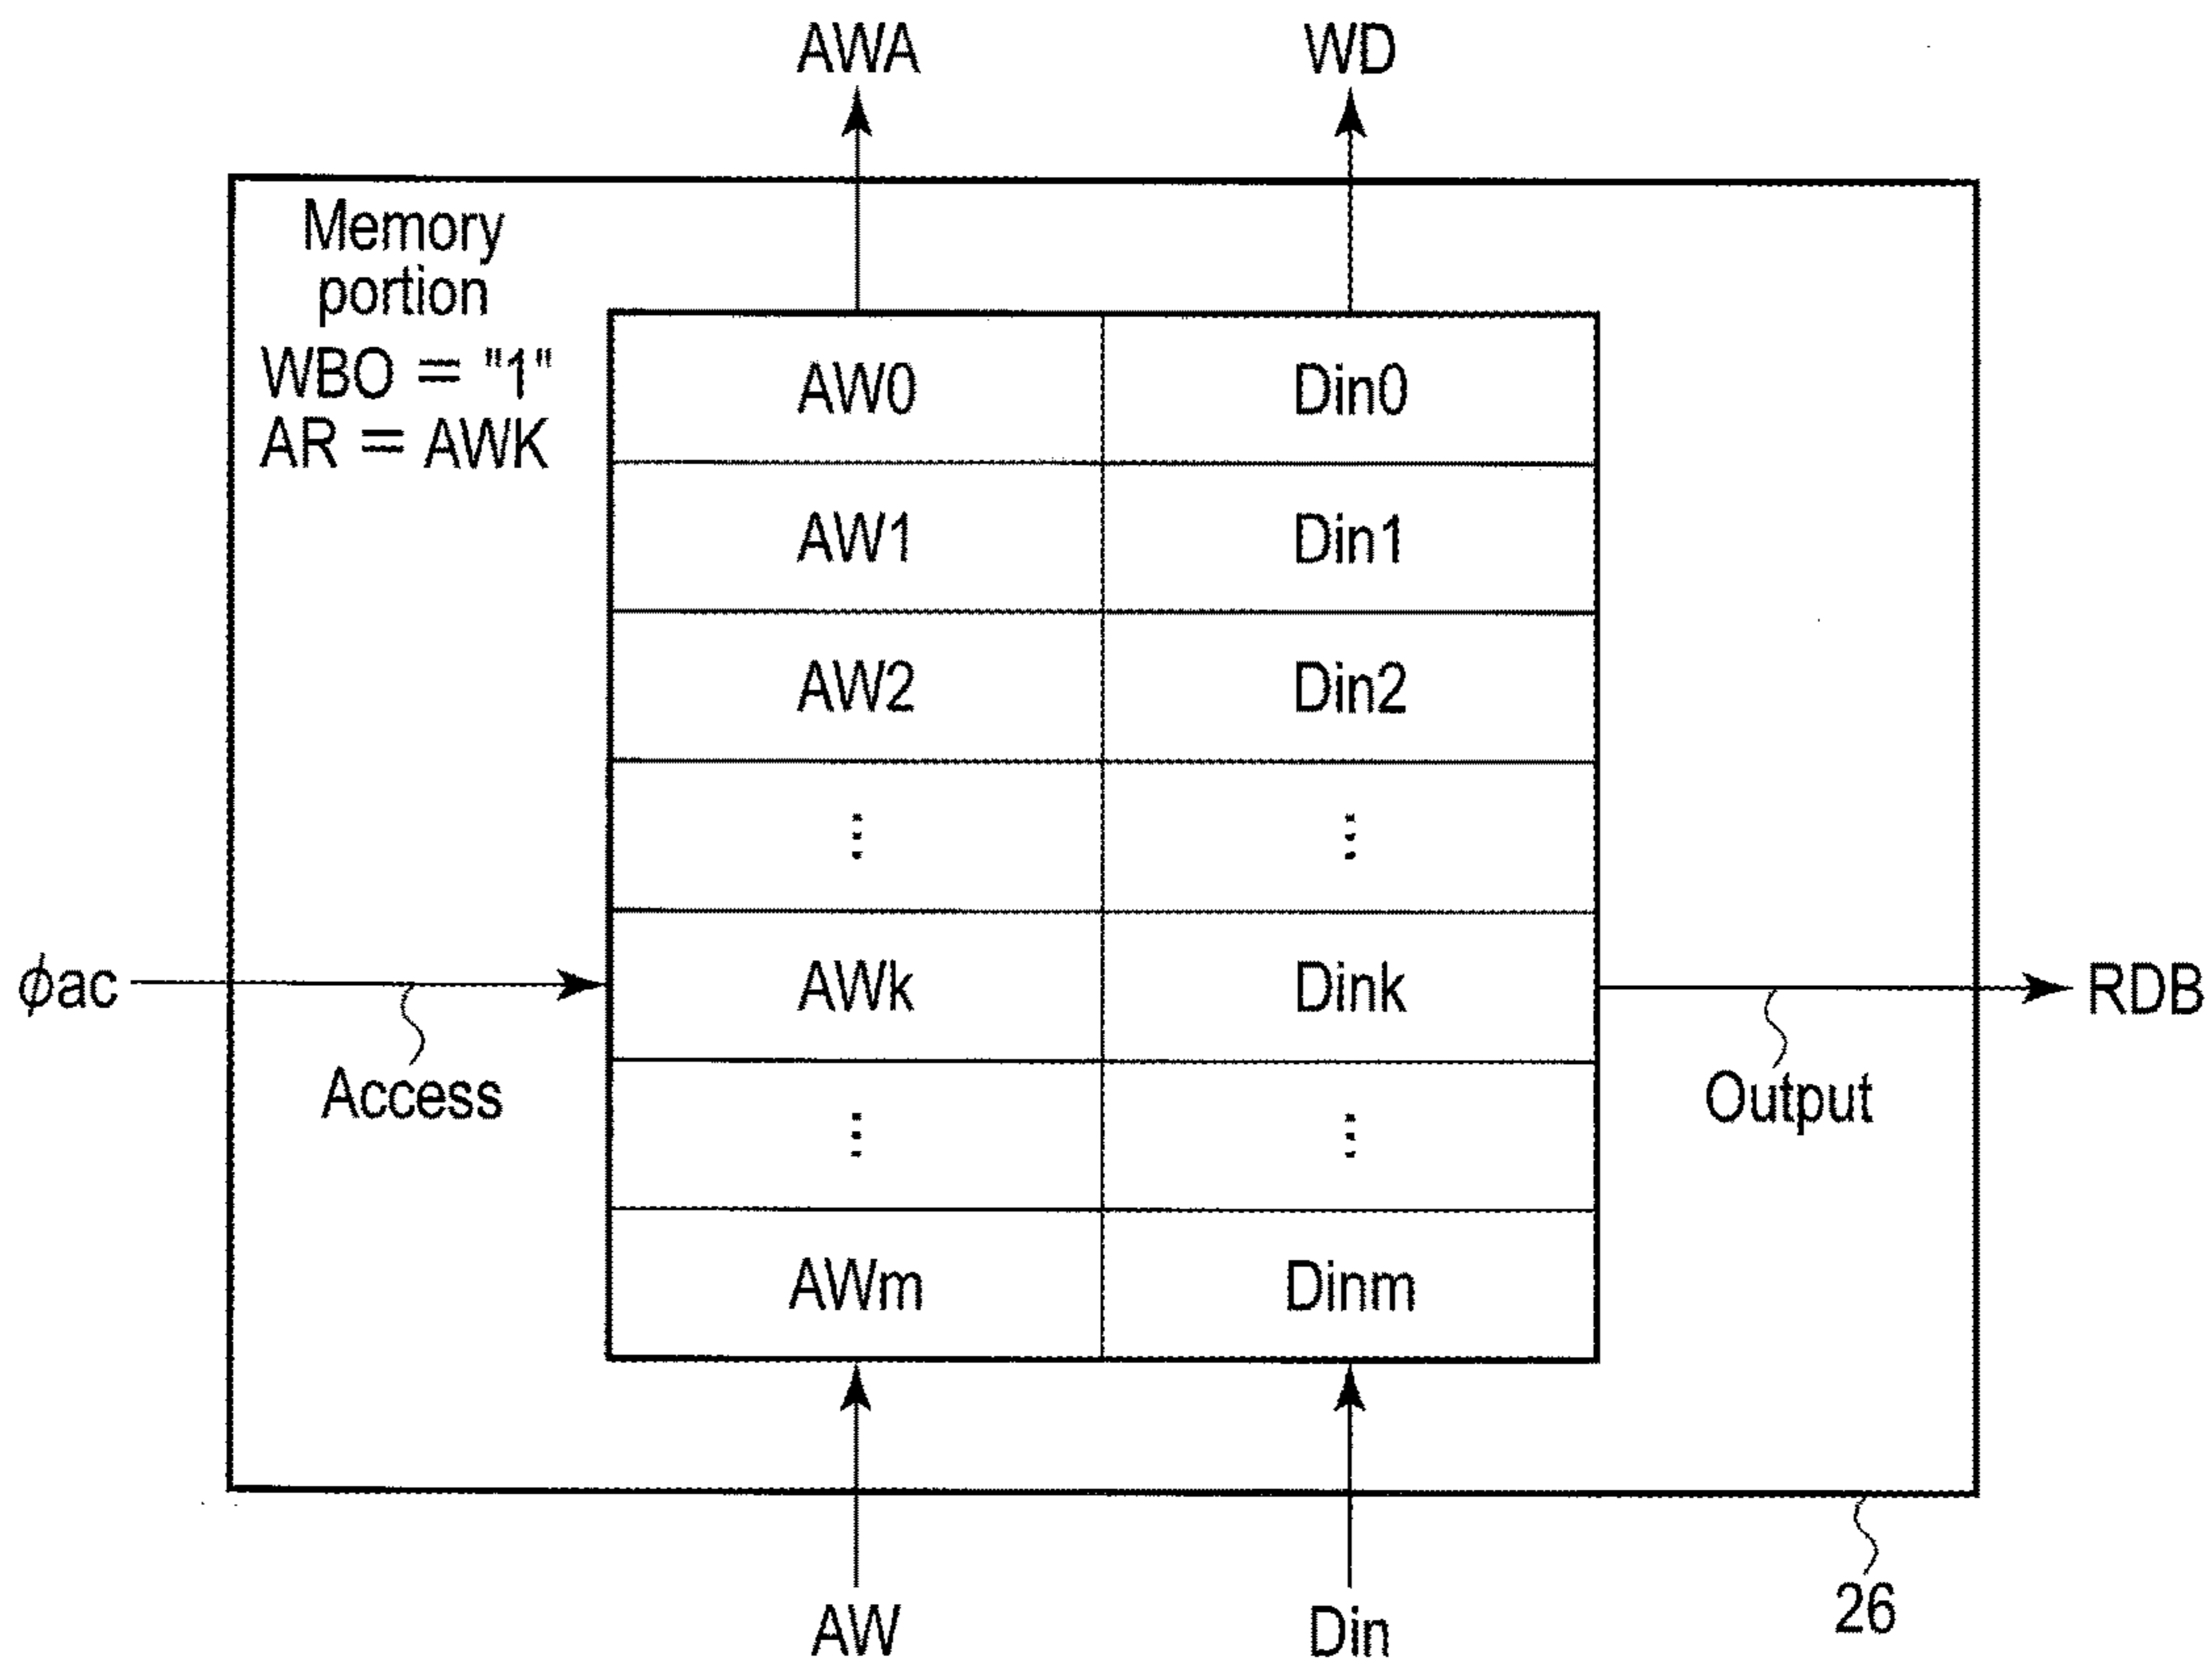 AWA WD
Memory
portion
WBO = "1"
AR = AWK
AW0 Din0
AW1 Din1
AW2 Din2
⋮ ⋮
φac AWk Dink RDB
Access Output
⋮ ⋮
AWm Dinm
AW Din
26